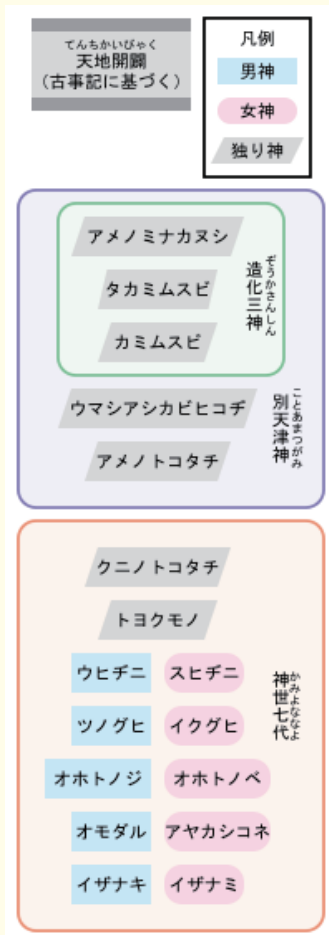 てんちかいびゃく
天地開闢
(古事記に基づく)
凡例
男神
女神
独り神
アメノミナカヌシ
タカミムスビ
カミムスビ
ぞうかさんしん
造化三神
ウマシアシカビヒコヂ
アメノトコタチ
ことあまつがみ
別天津神
クニノトコタチ
トヨクモノ
ウヒヂニ スヒヂニ
ツノグヒ イクグヒ
オホトノジ オホトノベ
オモダル アヤカシコネ
イザナキ イザナミ
かみよななよ
神世七代